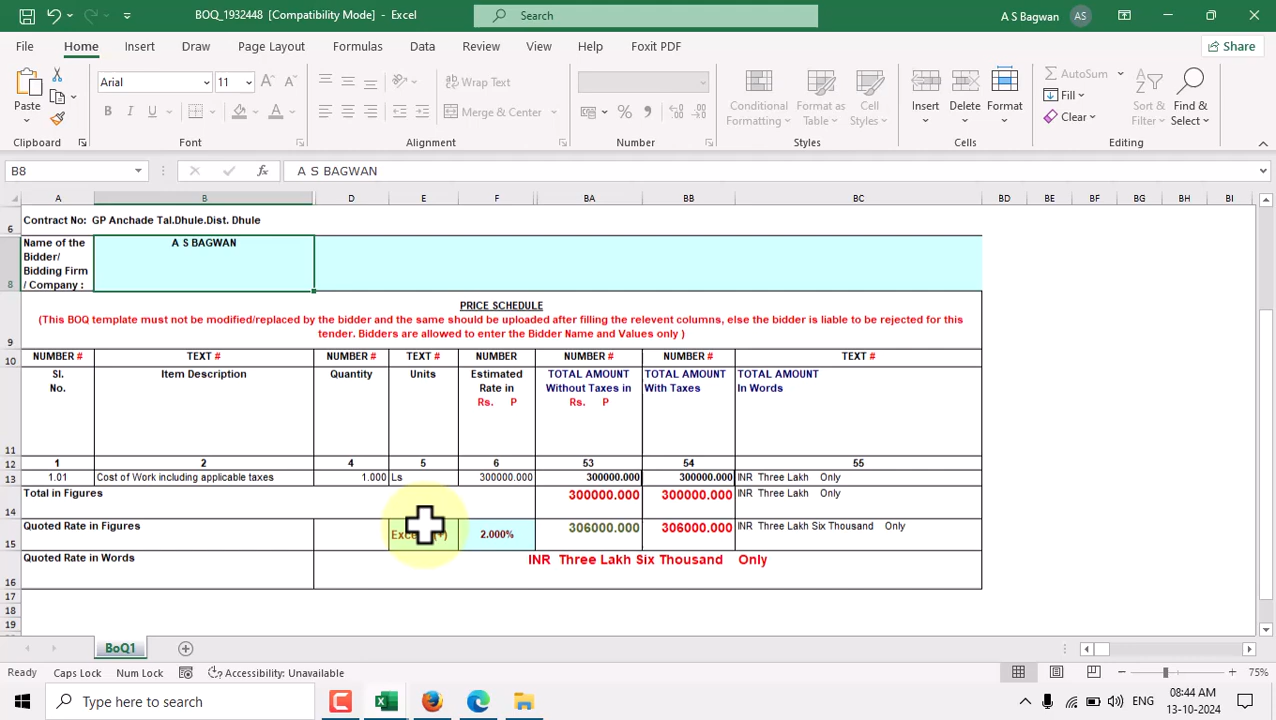 BOQ_1932448 [Compatibility Mode] - Excel
Search
A S Bagwan AS
File Home Insert Draw Page Layout Formulas Data Review View Help Foxit PDF Share
Paste
Arial 11
B I U A
Wrap Text
Merge & Center
Conditional Formatting
Format as Table
Cell Styles
Insert Delete Format
AutoSum
Fill
Clear
Sort & Filter
Find & Select
Clipboard Font Alignment Number Styles Cells Editing
B8 fx A S BAGWAN
A B D E F BA BB BC BD BE BF BG BH BI
6 Contract No: GP Anchade Tal.Dhule.Dist. Dhule
Name of the A S BAGWAN
Bidder/
Bidding Firm
8 / Company :
PRICE SCHEDULE
(This BOQ template must not be modified/replaced by the bidder and the same should be uploaded after filling the relevent columns, else the bidder is liable to be rejected for this
9 tender. Bidders are allowed to enter the Bidder Name and Values only )
10 NUMBER # TEXT # NUMBER # TEXT # NUMBER NUMBER # NUMBER # TEXT #
Sl. Item Description Quantity Units Estimated TOTAL AMOUNT TOTAL AMOUNT TOTAL AMOUNT
No. Rate in Without Taxes in With Taxes In Words
Rs. P Rs. P
11
12 1 2 4 5 6 53 54 55
13 1.01 Cost of Work including applicable taxes 1.000 Ls 300000.000 300000.000 300000.000 INR Three Lakh Only
14 Total in Figures 300000.000 300000.000 INR Three Lakh Only
15 Quoted Rate in Figures (+) 2.000% 306000.000 306000.000 INR Three Lakh Six Thousand Only
16 Quoted Rate in Words INR Three Lakh Six Thousand Only
17
18
19
BoQ1
Ready Caps Lock Num Lock Accessibility: Unavailable 75%
Type here to search
ENG 08:44 AM
13-10-2024